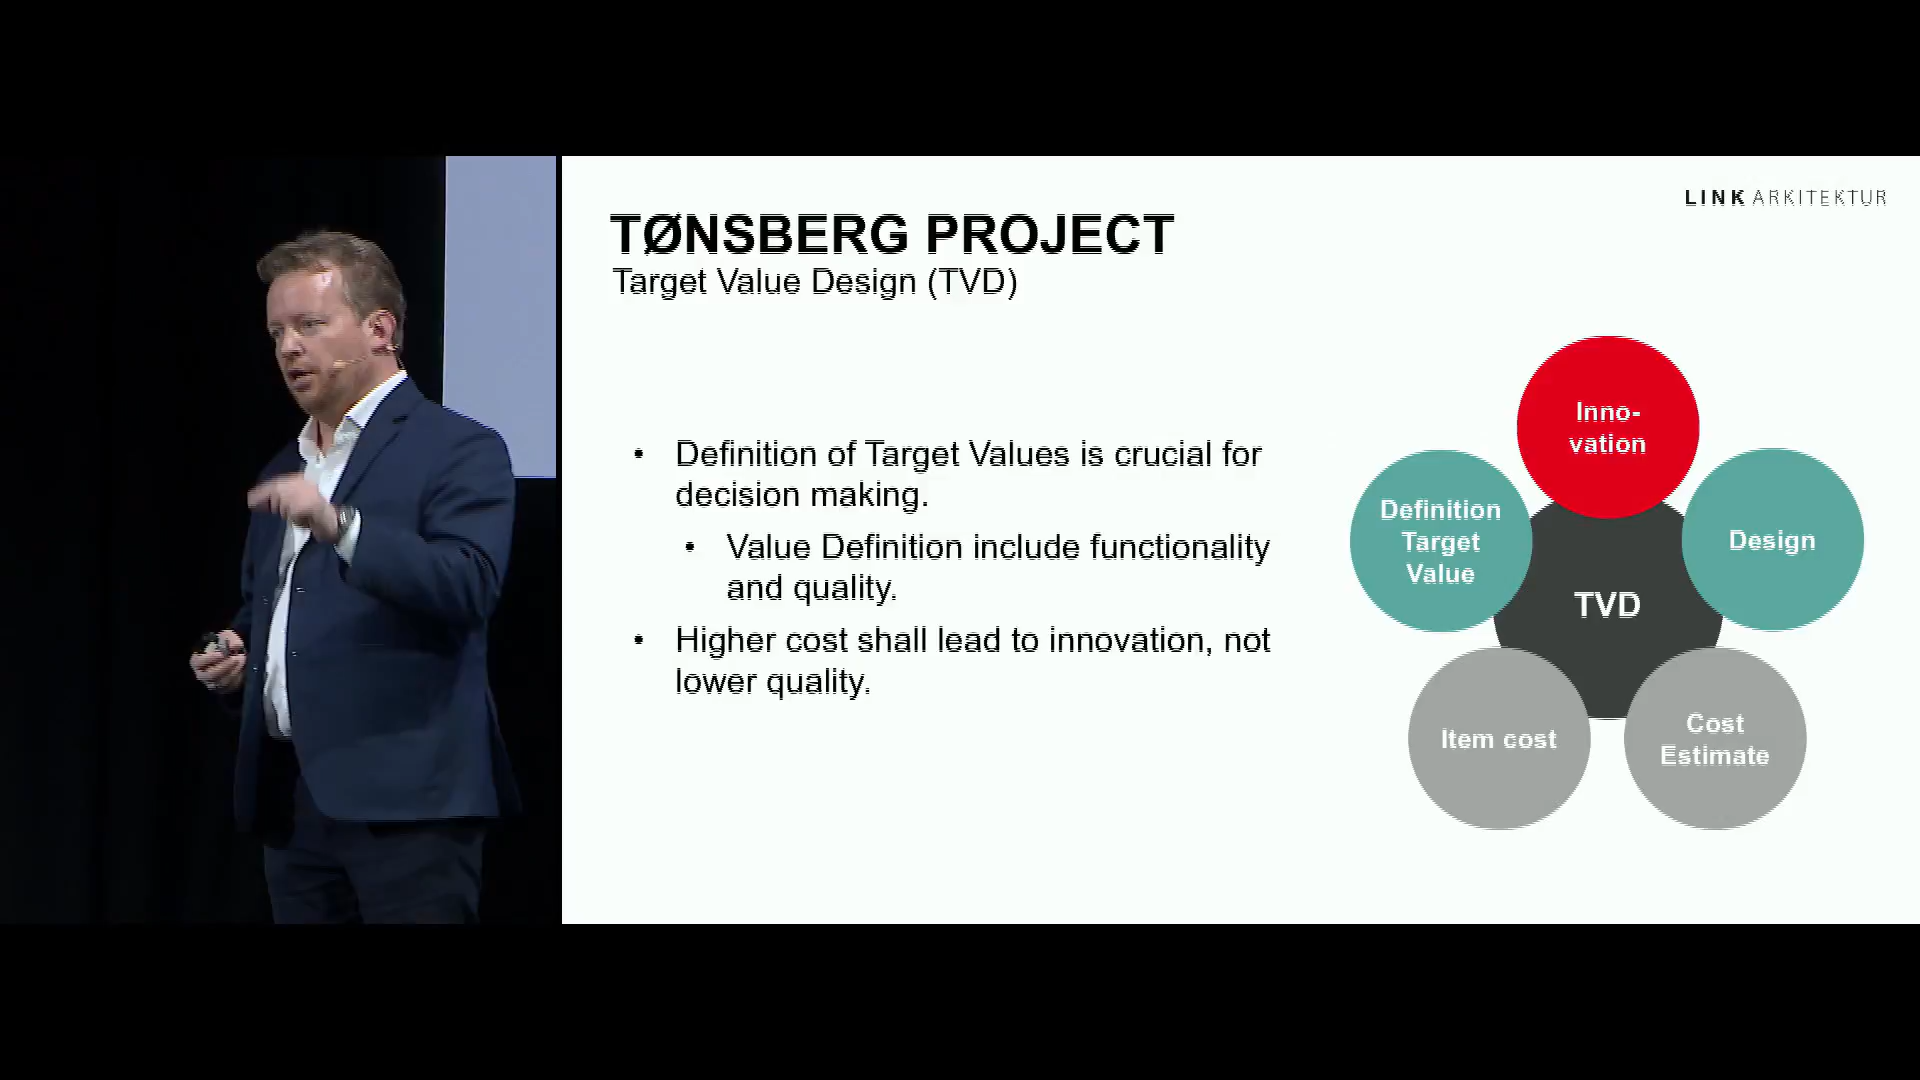 LINK ARKITEKTUR
TØNSBERG PROJECT
Target Value Design (TVD)
• Definition of Target Values is crucial for
decision making.
• Value Definition include functionality
and quality.
• Higher cost shall lead to innovation, not
lower quality.
Inno-
vation
Definition
Target
Value
Design
TVD
Item cost
Cost
Estimate